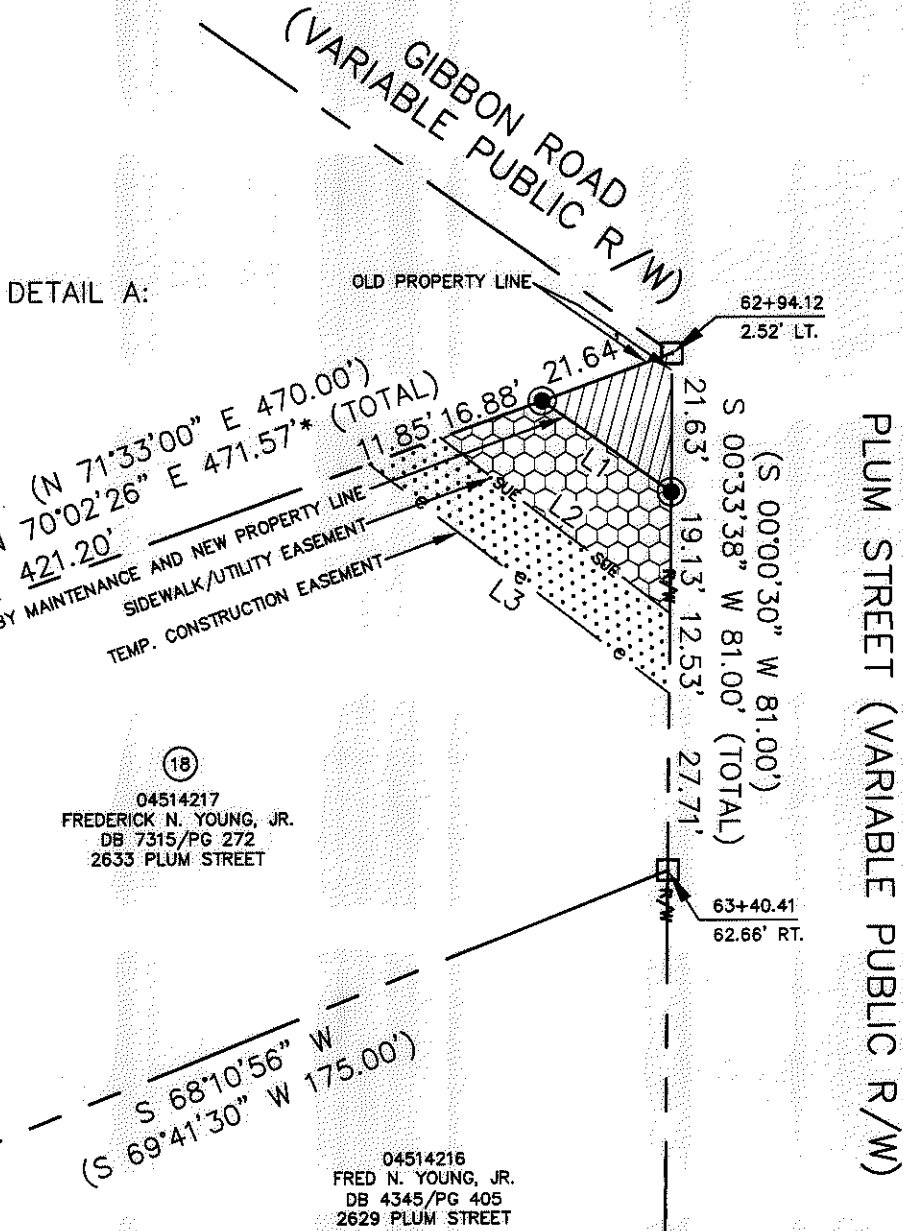 GIBBON ROAD
(VARIABLE PUBLIC R/W)
DETAIL A:
OLD PROPERTY LINE
62+94.12
2.52' LT.
(N 71°33'00" E 470.00')
N 70°02'26" E 471.57'* (TOTAL)
421.20'
11.85'
16.88'
21.64'
BY MAINTENANCE AND NEW PROPERTY LINE
SIDEWALK/UTILITY EASEMENT
TEMP. CONSTRUCTION EASEMENT
L1
SUE
L2
SUE
e
e
L3
e
21.63'
19.13'
12.53'
27.71'
R/W
(S 00°00'30" W 81.00')
S 00°33'38" W 81.00' (TOTAL)
PLUM STREET (VARIABLE PUBLIC R/W)
18
04514217
FREDERICK N. YOUNG, JR.
DB 7315/PG 272
2633 PLUM STREET
R/W
63+40.41
62.66' RT.
S 68°10'56" W
(S 69°41'30" W 175.00')
04514216
FRED N. YOUNG, JR.
DB 4345/PG 405
2629 PLUM STREET